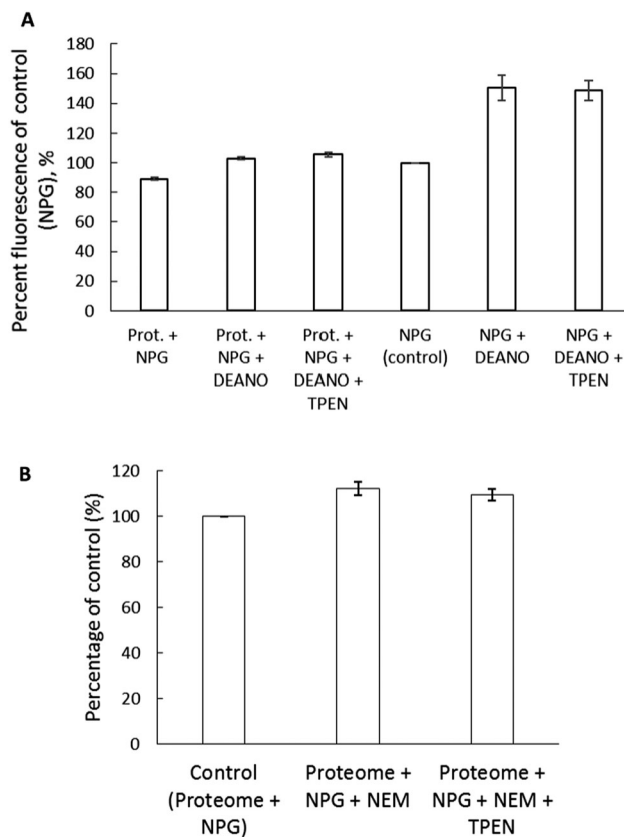 A
Percent fluorescence of control
(NPG), %
180
160
140
120
100
80
60
40
20
0
Prot. +
NPG
Prot. +
NPG +
DEANO
Prot. +
NPG +
DEANO +
TPEN
NPG
(control)
NPG +
DEANO
NPG +
DEANO +
TPEN
B
Percentage of control (%)
120
100
80
60
40
20
0
Control
(Proteome +
NPG)
Proteome +
NPG + NEM
Proteome +
NPG + NEM +
TPEN